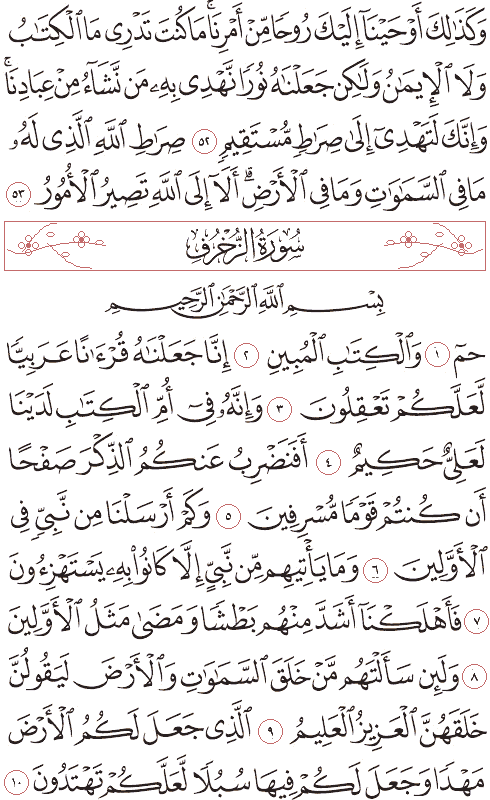 وَكَذَٰلِكَ أَوْحَيْنَآ إِلَيْكَ رُوحًا مِّنْ أَمْرِنَا ۚ مَا كُنتَ تَدْرِى مَا ٱلْكِتَٰبُ
وَلَا ٱلْإِيمَٰنُ وَلَٰكِن جَعَلْنَٰهُ نُورًا نَّهْدِى بِهِۦ مَن نَّشَآءُ مِنْ عِبَادِنَا ۚ
وَإِنَّكَ لَتَهْدِىٓ إِلَىٰ صِرَٰطٍ مُّسْتَقِيمٍ ٥٢ صِرَٰطِ ٱللَّهِ ٱلَّذِى لَهُۥ
مَا فِى ٱلسَّمَٰوَٰتِ وَمَا فِى ٱلْأَرْضِ ۗ أَلَآ إِلَى ٱللَّهِ تَصِيرُ ٱلْأُمُورُ ٥٣
سُورَةُ الزُّخْرُفِ
بِسْمِ ٱللَّهِ ٱلرَّحْمَٰنِ ٱلرَّحِيمِ
حمٓ ١ وَٱلْكِتَٰبِ ٱلْمُبِينِ ٢ إِنَّا جَعَلْنَٰهُ قُرْءَٰنًا عَرَبِيًّا
لَّعَلَّكُمْ تَعْقِلُونَ ٣ وَإِنَّهُۥ فِىٓ أُمِّ ٱلْكِتَٰبِ لَدَيْنَا
لَعَلِىٌّ حَكِيمٌ ٤ أَفَنَضْرِبُ عَنكُمُ ٱلذِّكْرَ صَفْحًا
أَن كُنتُمْ قَوْمًا مُّسْرِفِينَ ٥ وَكَمْ أَرْسَلْنَا مِن نَّبِىٍّ فِى
ٱلْأَوَّلِينَ ٦ وَمَا يَأْتِيهِم مِّن نَّبِىٍّ إِلَّا كَانُوا۟ بِهِۦ يَسْتَهْزِءُونَ
٧ فَأَهْلَكْنَآ أَشَدَّ مِنْهُم بَطْشًا وَمَضَىٰ مَثَلُ ٱلْأَوَّلِينَ
٨ وَلَئِن سَأَلْتَهُم مَّنْ خَلَقَ ٱلسَّمَٰوَٰتِ وَٱلْأَرْضَ لَيَقُولُنَّ
خَلَقَهُنَّ ٱلْعَزِيزُ ٱلْعَلِيمُ ٩ ٱلَّذِى جَعَلَ لَكُمُ ٱلْأَرْضَ
مَهْدًا وَجَعَلَ لَكُمْ فِيهَا سُبُلًا لَّعَلَّكُمْ تَهْتَدُونَ ١٠